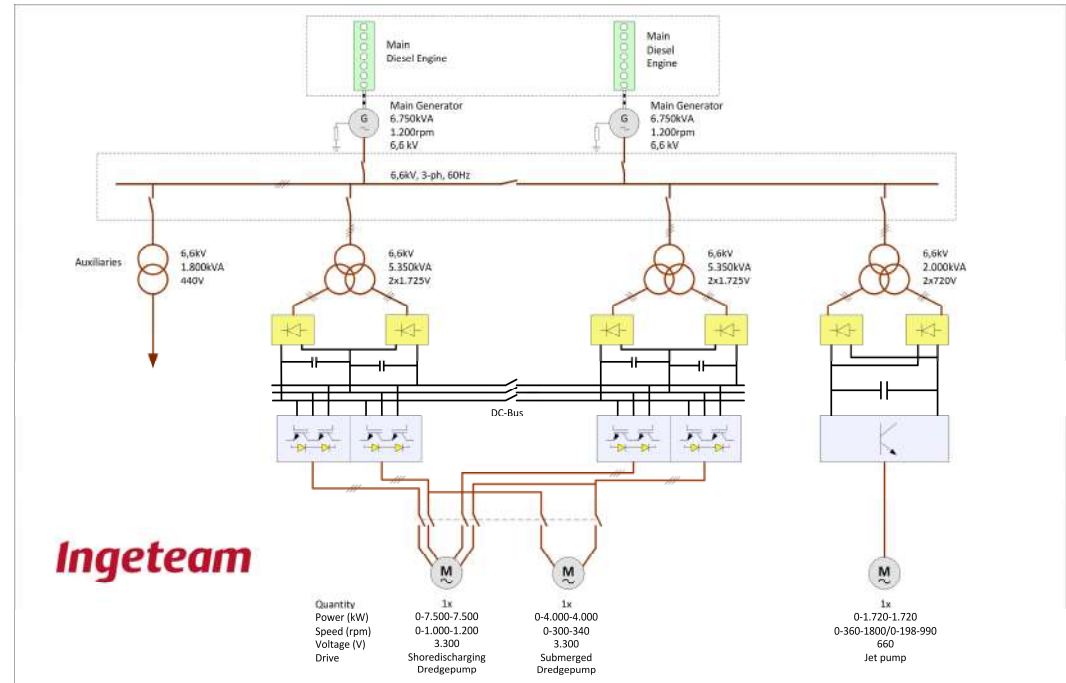 Main
Diesel Engine
Main
Diesel
Engine
Main Generator
6.750kVA
1.200rpm
6,6 kV
Main Generator
6.750kVA
1.200rpm
6,6 kV
G
G
6,6kV, 3-ph, 60Hz
Auxiliaries
6,6kV
1.800kVA
440V
6,6kV
5.350kVA
2x1.725V
6,6kV
5.350kVA
2x1.725V
6,6kV
2.000kVA
2x720V
DC-Bus
Ingeteam
M
M
M
Quantity 1x 1x 1x
Power (kW) 0-7.500-7.500 0-4.000-4.000 0-1.720-1.720
Speed (rpm) 0-1.000-1.200 0-300-340 0-360-1800/0-198-990
Voltage (V) 3.300 3.300 660
Drive Shoredischarging Submerged Jet pump
Dredgepump Dredgepump